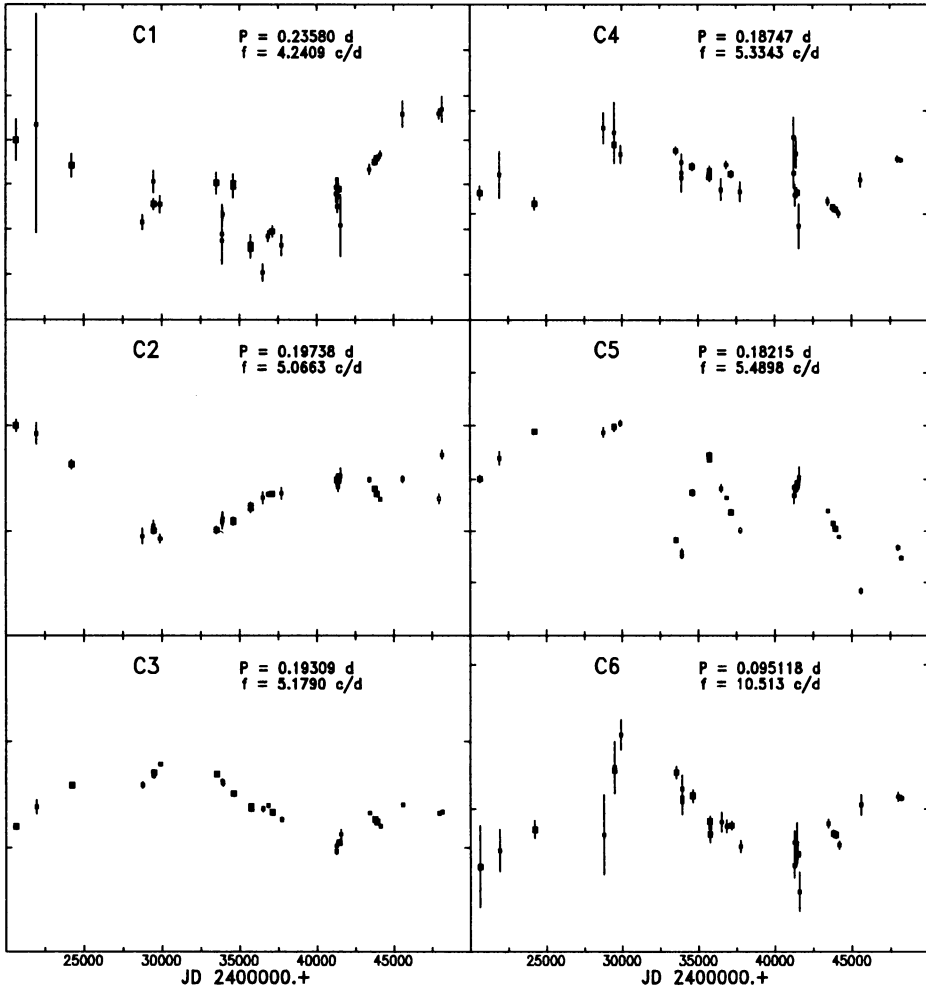 C1
P = 0.23580 d
f = 4.2409 c/d
C4
P = 0.18747 d
f = 5.3343 c/d
C2
P = 0.19738 d
f = 5.0663 c/d
C5
P = 0.18215 d
f = 5.4898 c/d
C3
P = 0.19309 d
f = 5.1790 c/d
C6
P = 0.095118 d
f = 10.513 c/d
25000 30000 35000 40000 45000
25000 30000 35000 40000 45000
JD 2400000.+
JD 2400000.+